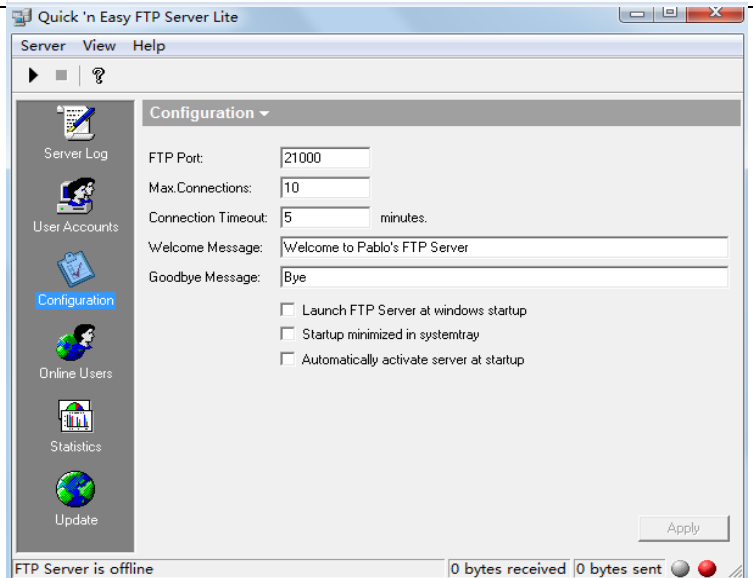 Quick 'n Easy FTP Server Lite
Server View Help
Configuration
Server Log
FTP Port: 21000
Max.Connections: 10
User Accounts
Connection Timeout: 5 minutes.
Welcome Message: Welcome to Pablo's FTP Server
Goodbye Message: Bye
Configuration
Launch FTP Server at windows startup
Startup minimized in systemtray
Automatically activate server at startup
Online Users
Statistics
Update
Apply
FTP Server is offline 0 bytes received 0 bytes sent